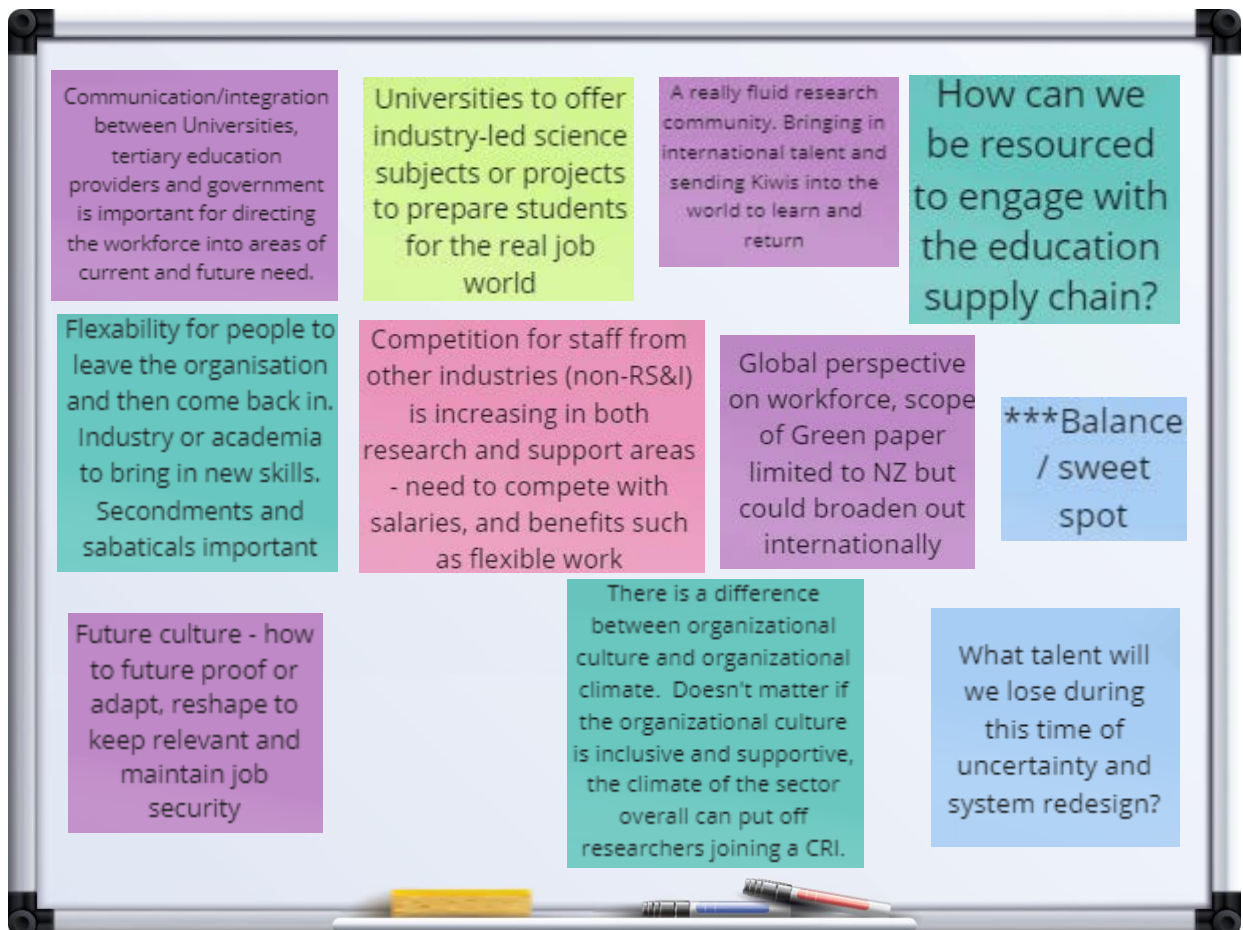 Communication/integration
between Universities,
tertiary education
providers and government
is important for directing
the workforce into areas of
current and future need.
Universities to offer
industry-led science
subjects or projects
to prepare students
for the real job
world
A really fluid research
community. Bringing in
international talent and
sending Kiwis into the
world to learn and
return
How can we
be resourced
to engage with
the education
supply chain?
Flexability for people to
leave the organisation
and then come back in.
Industry or academia
to bring in new skills.
Secondments and
sabaticals important
Competition for staff from
other industries (non-RS&I)
is increasing in both
research and support areas
- need to compete with
salaries, and benefits such
as flexible work
Global perspective
on workforce, scope
of Green paper
limited to NZ but
could broaden out
internationally
***Balance
/ sweet
spot
Future culture - how
to future proof or
adapt, reshape to
keep relevant and
maintain job
security
There is a difference
between organizational
culture and organizational
climate. Doesn't matter if
the organizational culture
is inclusive and supportive,
the climate of the sector
overall can put off
researchers joining a CRI.
What talent will
we lose during
this time of
uncertainty and
system redesign?